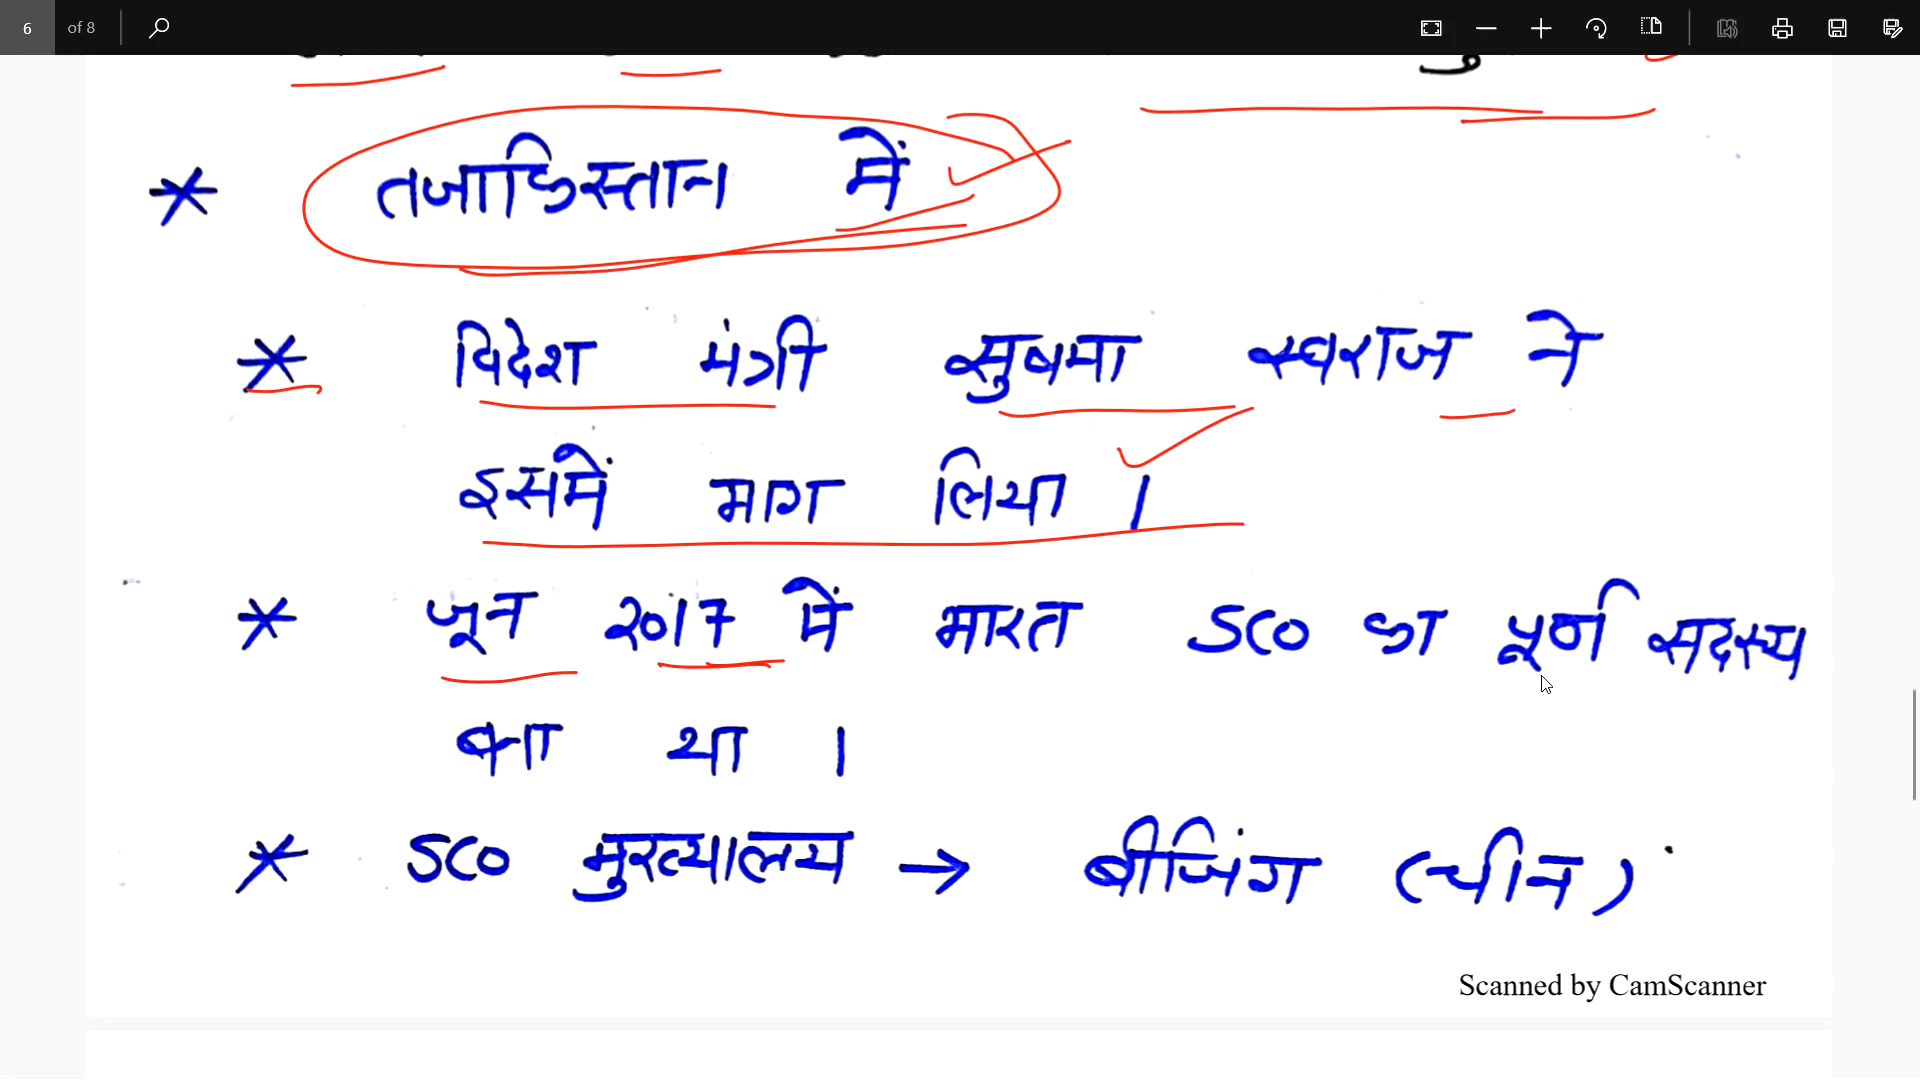 6 of 8
* तजाकिस्तान में
* विदेश मंत्री सुषमा स्वराज ने
इसमें भाग लिया ।
* जून 2017 में भारत SCO का पूर्ण सदस्य
बना था ।
* SCO मुख्यालय → बीजिंग (चीन)
Scanned by CamScanner